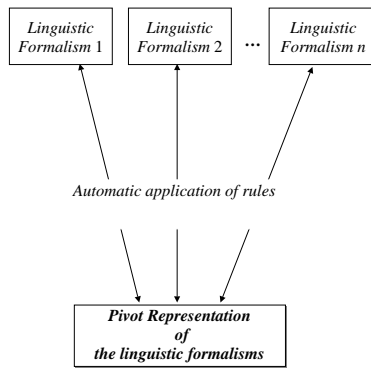 Linguistic
Formalism 1
Linguistic
Formalism 2
...
Linguistic
Formalism n
Automatic application of rules
Pivot Representation
of
the linguistic formalisms